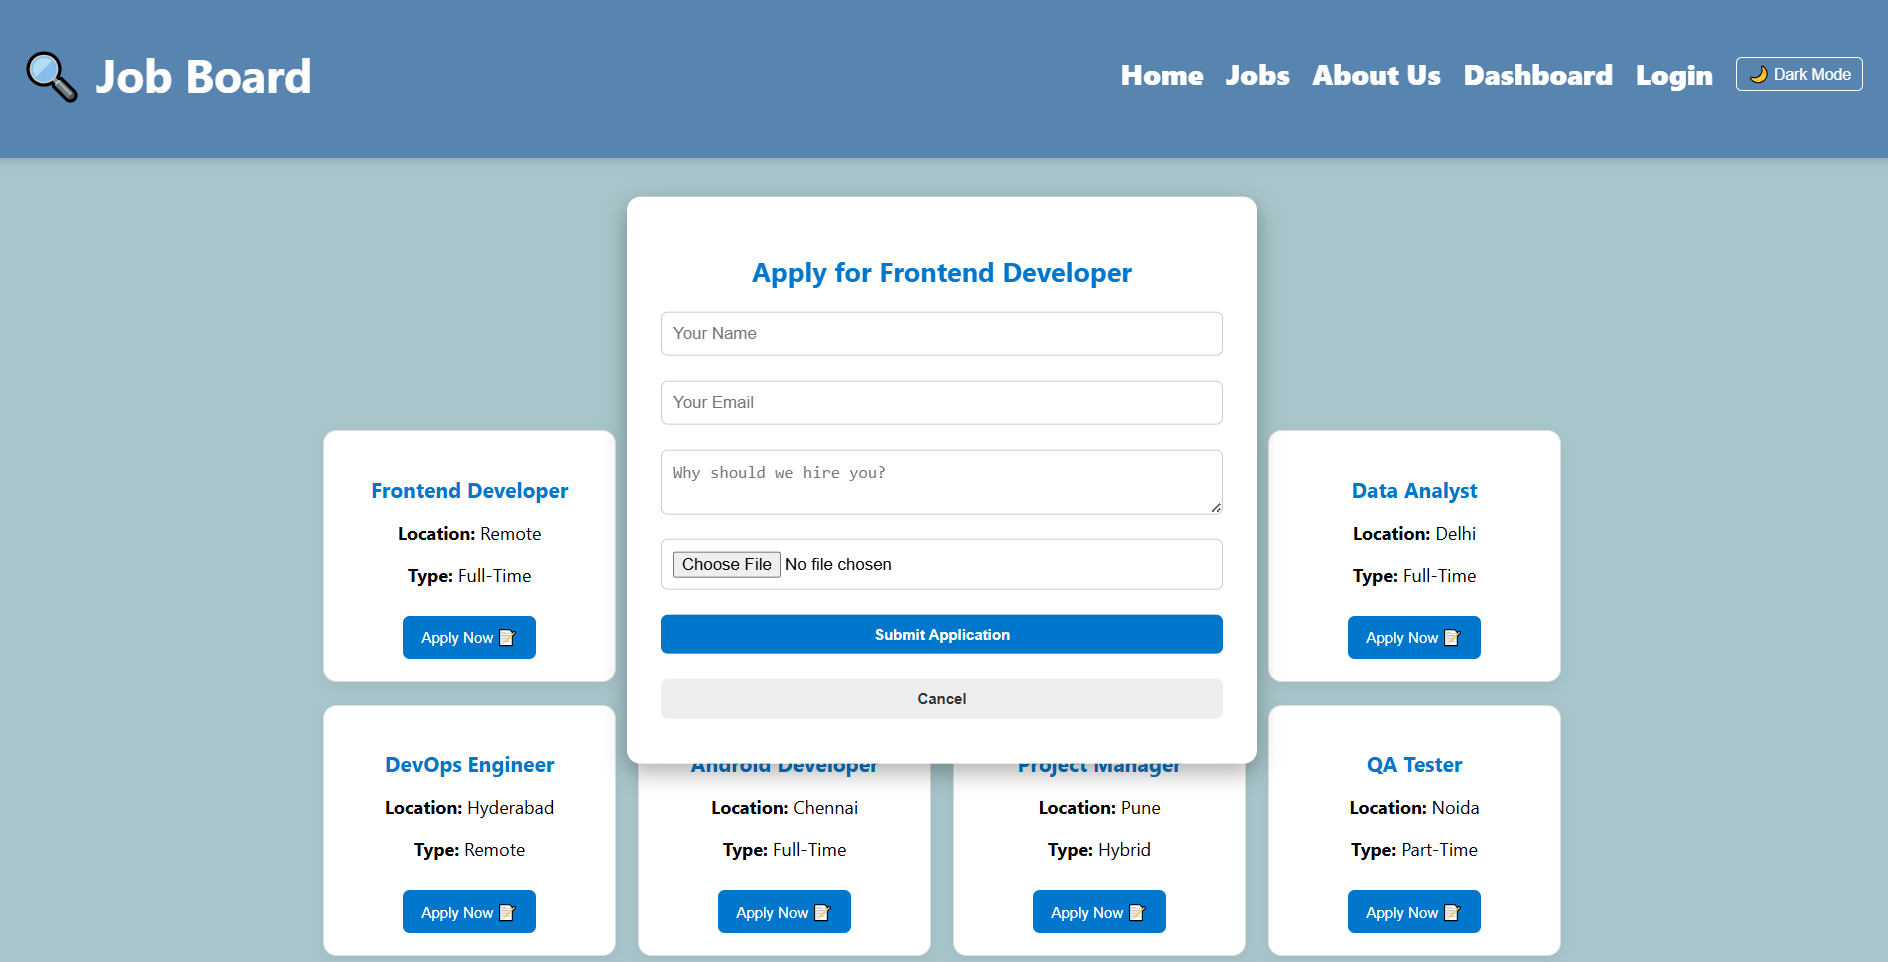 Job Board
Home Jobs About Us Dashboard Login 🌙 Dark Mode
Apply for Frontend Developer
Your Name
Your Email
Why should we hire you?
Choose File No file chosen
Submit Application
Cancel
Frontend Developer
Location: Remote
Type: Full-Time
Apply Now 📝
Data Analyst
Location: Delhi
Type: Full-Time
Apply Now 📝
DevOps Engineer
Location: Hyderabad
Type: Remote
Apply Now 📝
Android Developer
Location: Chennai
Type: Full-Time
Apply Now 📝
Project Manager
Location: Pune
Type: Hybrid
Apply Now 📝
QA Tester
Location: Noida
Type: Part-Time
Apply Now 📝